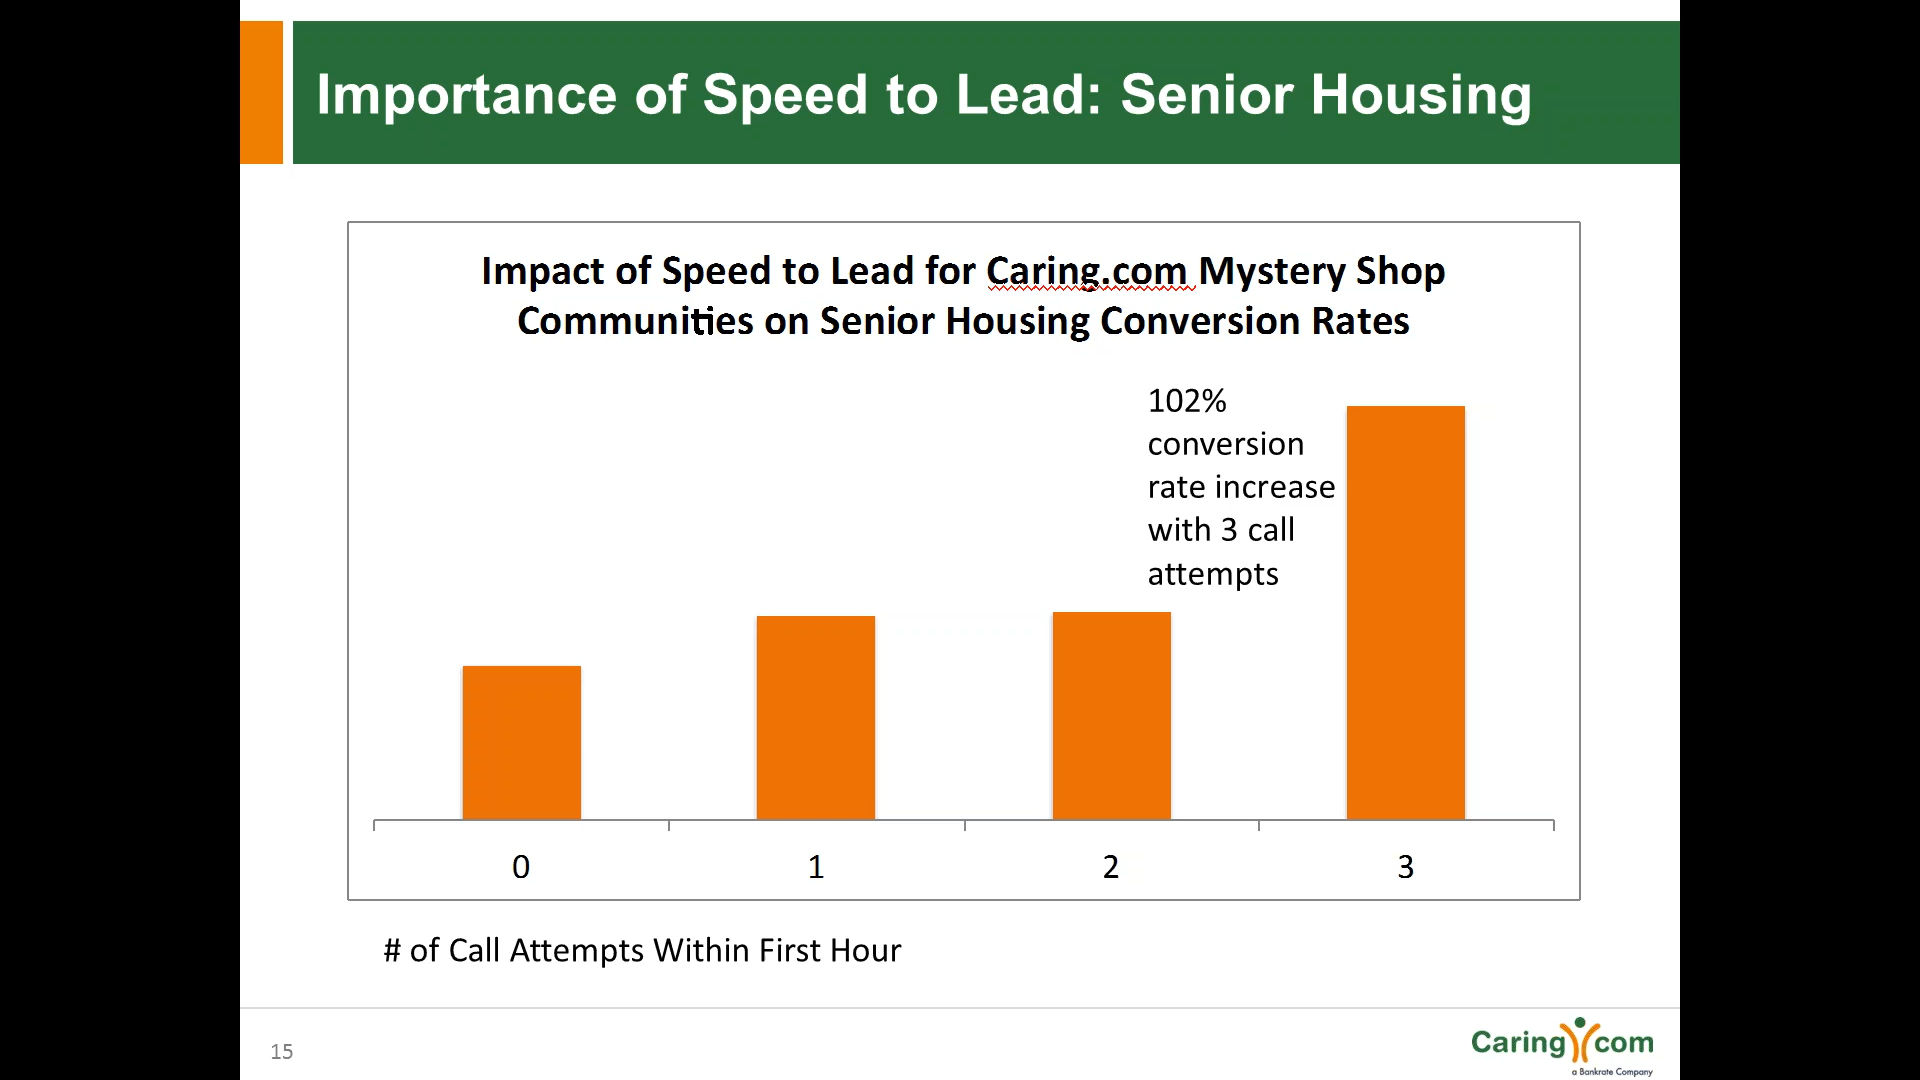 Importance of Speed to Lead: Senior Housing
Impact of Speed to Lead for Caring.com Mystery Shop
Communities on Senior Housing Conversion Rates
102%
conversion
rate increase
with 3 call
attempts
0 1 2 3
# of Call Attempts Within First Hour
15
Caring com
a Bankrate Company